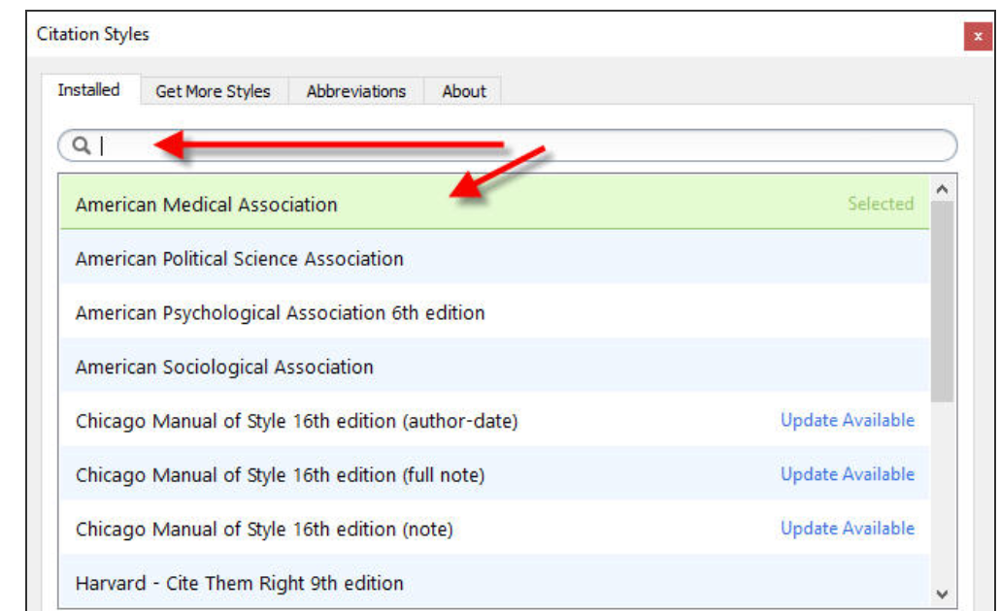 Citation Styles
x
Installed Get More Styles Abbreviations About
American Medical Association Selected
American Political Science Association
American Psychological Association 6th edition
American Sociological Association
Chicago Manual of Style 16th edition (author-date) Update Available
Chicago Manual of Style 16th edition (full note) Update Available
Chicago Manual of Style 16th edition (note) Update Available
Harvard - Cite Them Right 9th edition